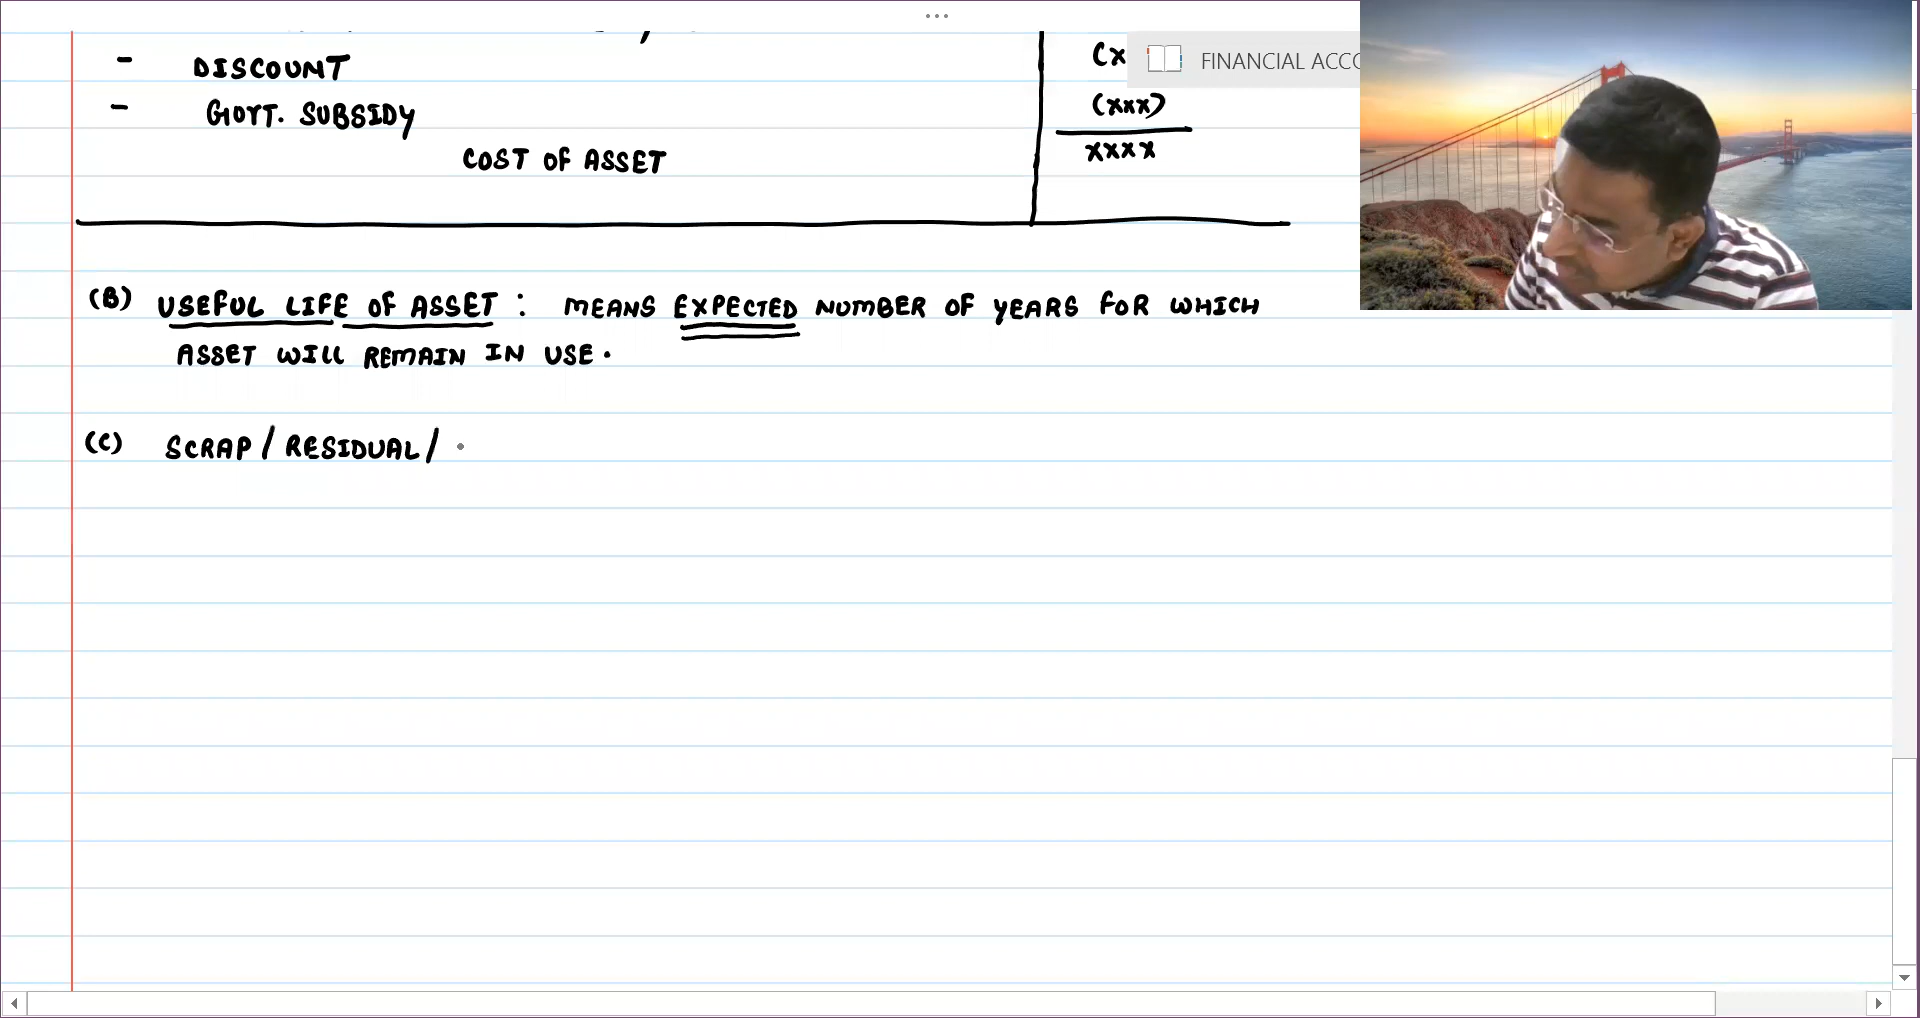 - DISCOUNT (x
FINANCIAL ACCO
- GOVT. SUBSIDY (xxx)
COST OF ASSET xxxx
(B) USEFUL LIFE OF ASSET : MEANS EXPECTED NUMBER OF YEARS FOR WHICH
ASSET WILL REMAIN IN USE.
(C) SCRAP / RESIDUAL /